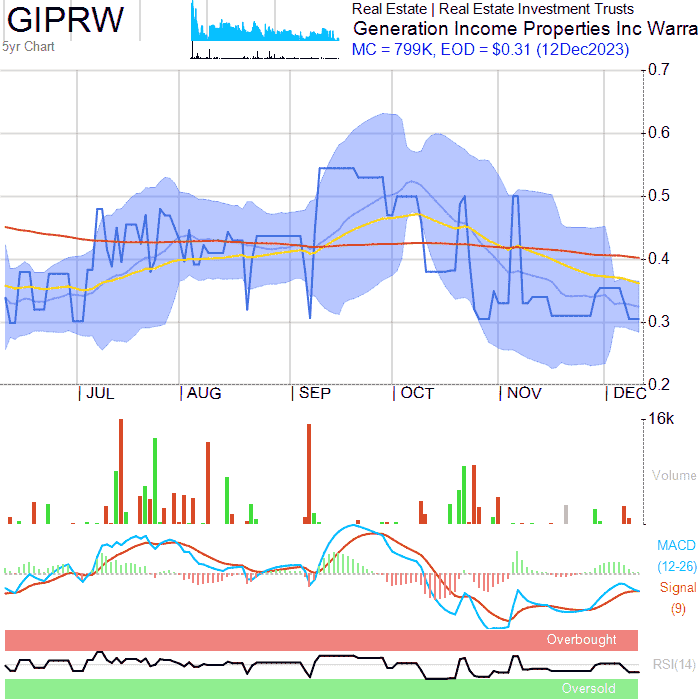 GIPRW
5yr Chart
Real Estate | Real Estate Investment Trusts
Generation Income Properties Inc Warra
MC = 799K, EOD = $0.31 (12Dec2023)
0.7
0.6
0.5
0.4
0.3
0.2
JUL
AUG
SEP
OCT
NOV
DEC
16k
Volume
MACD
(12-26)
Signal
(9)
Overbought
RSI(14)
Oversold